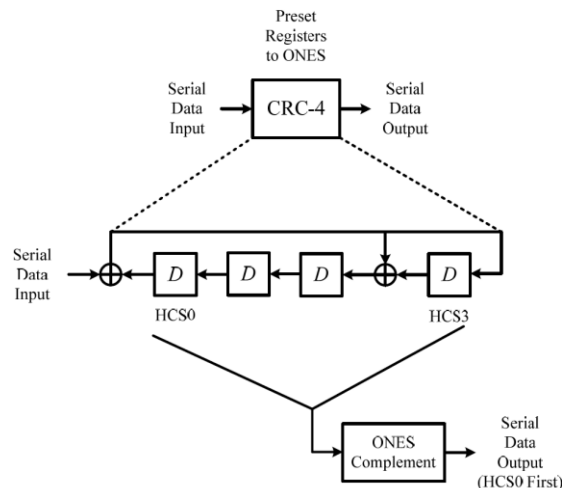 Preset
Registers
to ONES
Serial
Data
Input
CRC-4
Serial
Data
Output
Serial
Data
Input
D
D
D
D
HCS0
HCS3
ONES
Complement
Serial
Data
Output
(HCS0 First)